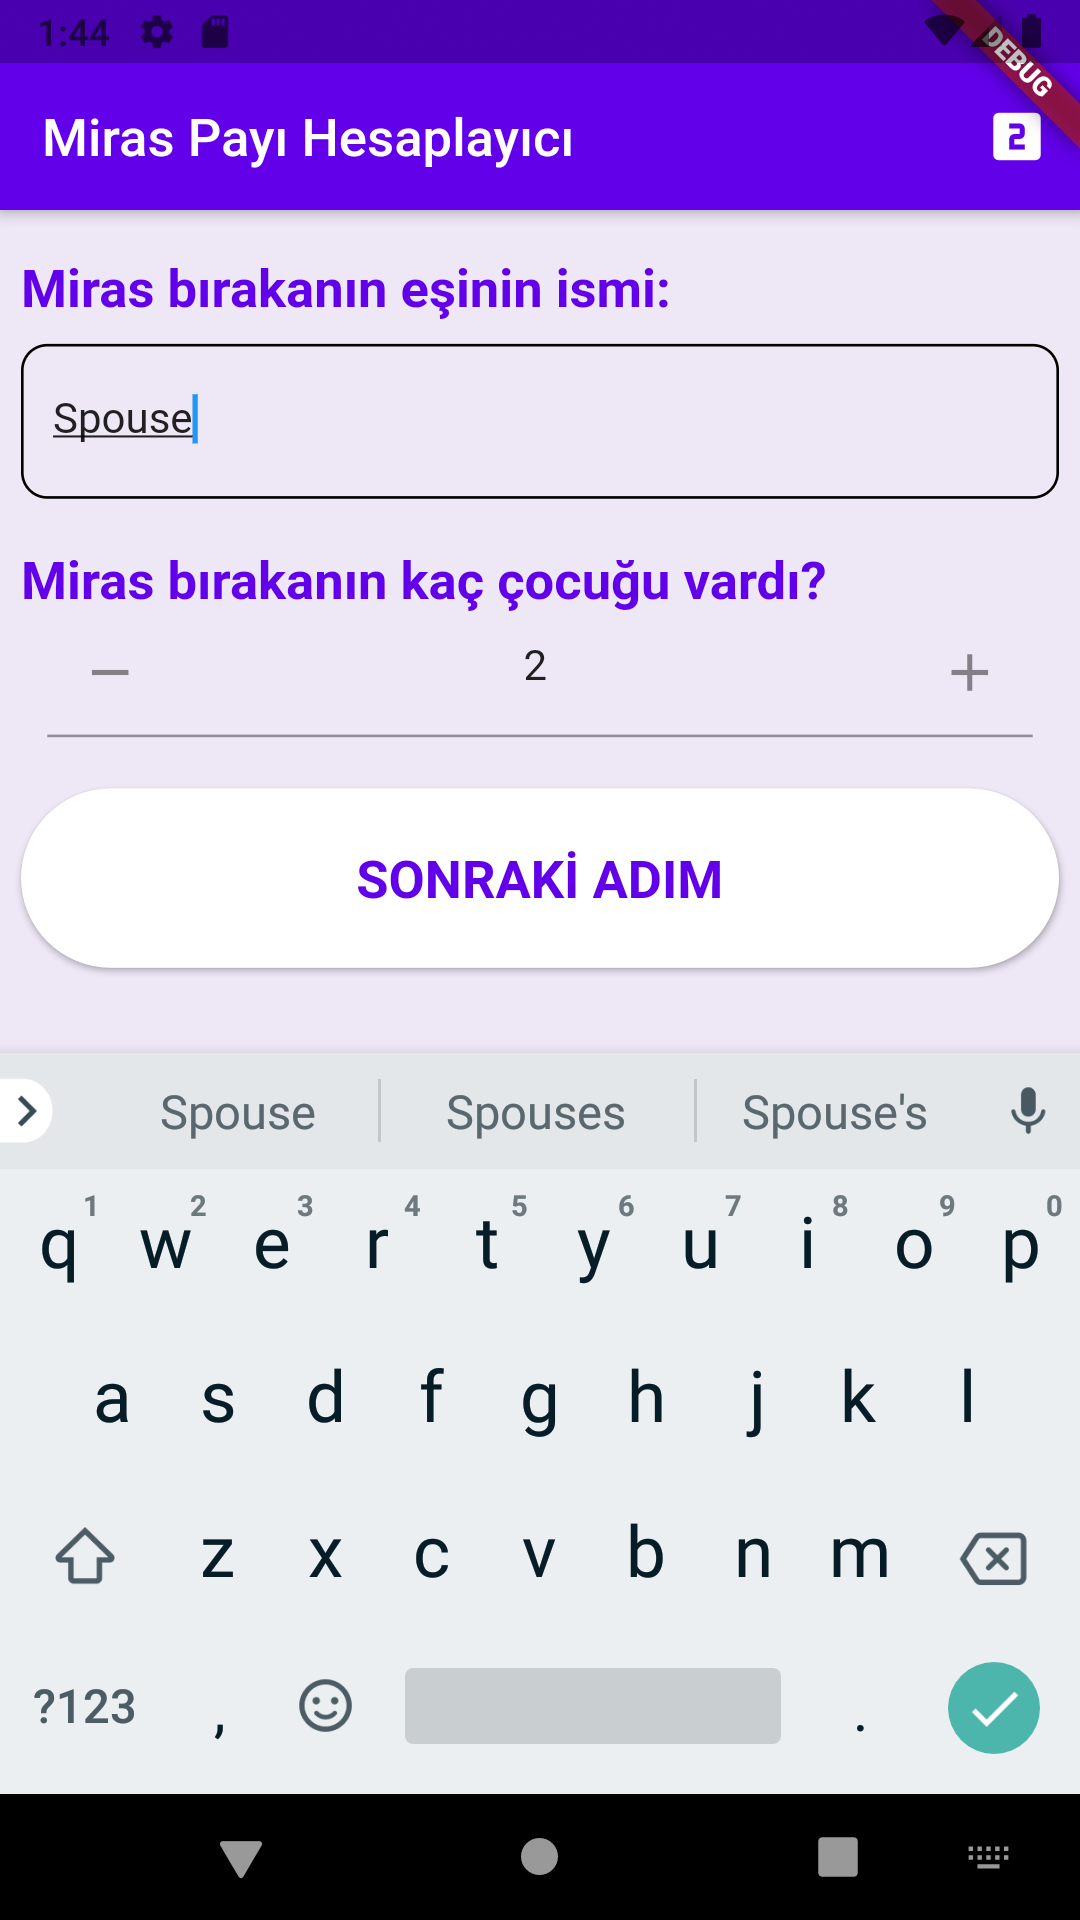 1:44
DEBUG
Miras Payı Hesaplayıcı
2
Miras bırakanın eşinin ismi:
Spouse
Miras bırakanın kaç çocuğu vardı?
2
SONRAKİ ADIM
Spouse Spouses Spouse's
1 2 3 4 5 6 7 8 9 0
q w e r t y u i o p
a s d f g h j k l
z x c v b n m
?123 , .